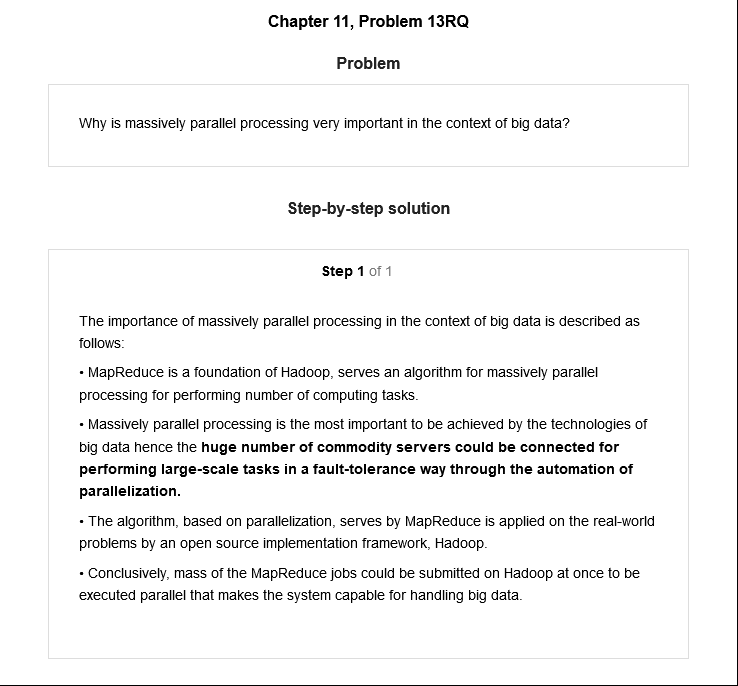 Chapter 11, Problem 13RQ
Problem
Why is massively parallel processing very important in the context of big data?
Step-by-step solution
Step 1 of 1
The importance of massively parallel processing in the context of big data is described as
follows:
• MapReduce is a foundation of Hadoop, serves an algorithm for massively parallel
processing for performing number of computing tasks.
• Massively parallel processing is the most important to be achieved by the technologies of
big data hence the huge number of commodity servers could be connected for
performing large-scale tasks in a fault-tolerance way through the automation of
parallelization.
• The algorithm, based on parallelization, serves by MapReduce is applied on the real-world
problems by an open source implementation framework, Hadoop.
• Conclusively, mass of the MapReduce jobs could be submitted on Hadoop at once to be
executed parallel that makes the system capable for handling big data.